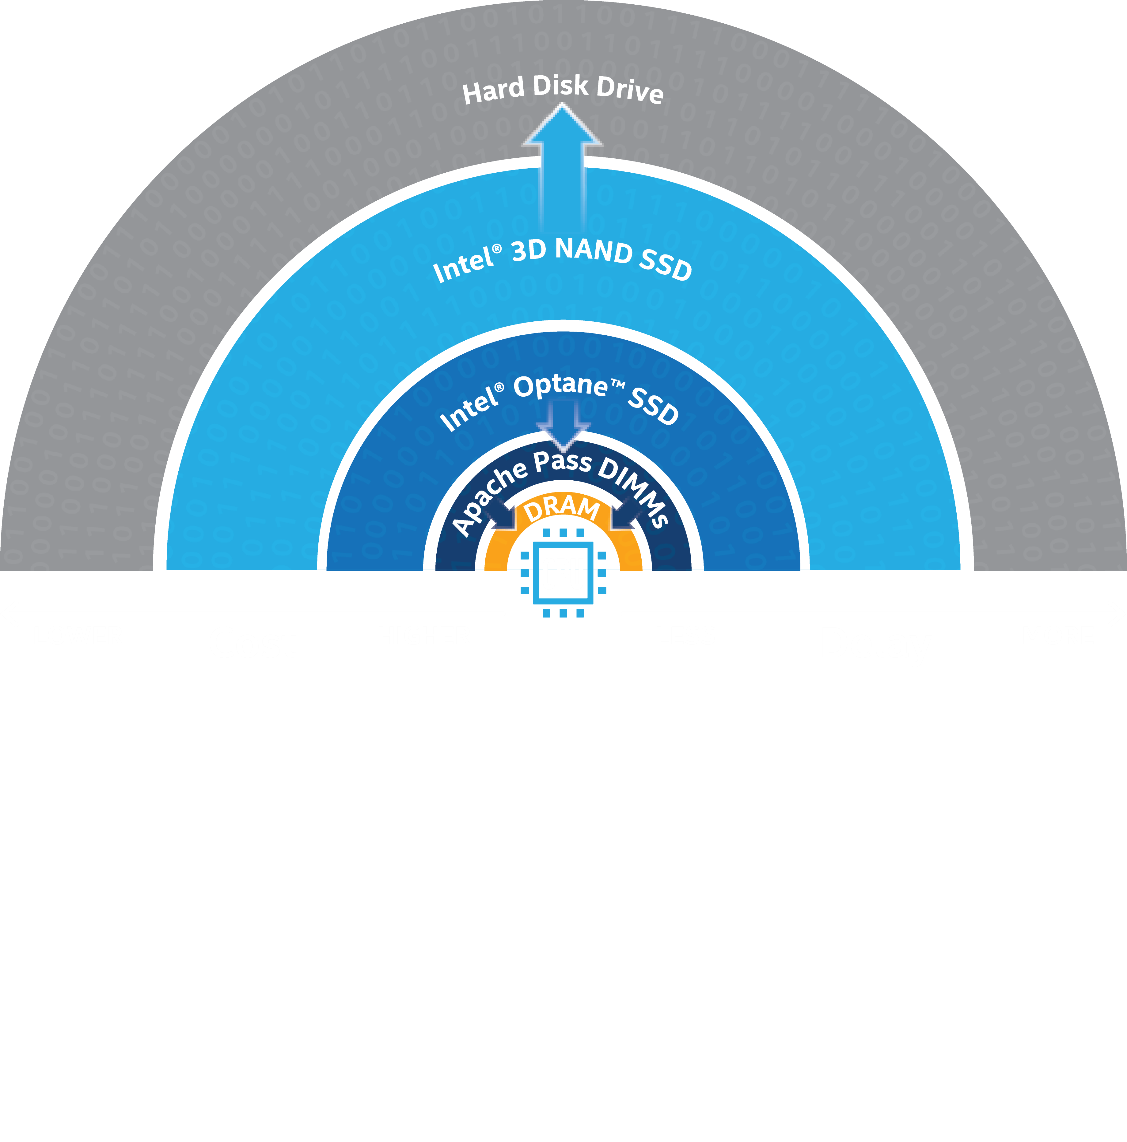 Hard Disk Drive
Intel® 3D NAND SSD
Intel® Optane™ SSD
Apache Pass DIMMs
DRAM